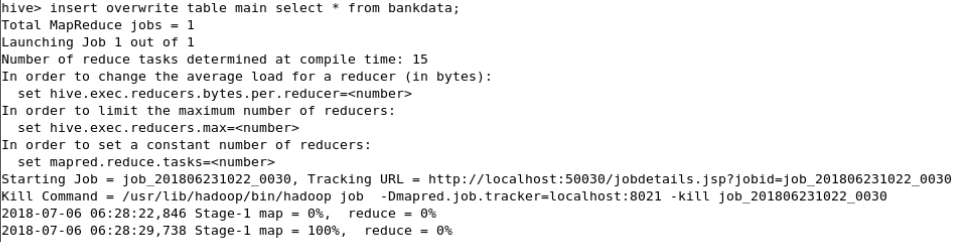 hive> insert overwrite table main select * from bankdata;
Total MapReduce jobs = 1
Launching Job 1 out of 1
Number of reduce tasks determined at compile time: 15
In order to change the average load for a reducer (in bytes):
  set hive.exec.reducers.bytes.per.reducer=<number>
In order to limit the maximum number of reducers:
  set hive.exec.reducers.max=<number>
In order to set a constant number of reducers:
  set mapred.reduce.tasks=<number>
Starting Job = job_201806231022_0030, Tracking URL = http://localhost:50030/jobdetails.jsp?jobid=job_201806231022_0030
Kill Command = /usr/lib/hadoop/bin/hadoop job  -Dmapred.job.tracker=localhost:8021 -kill job_201806231022_0030
2018-07-06 06:28:22,846 Stage-1 map = 0%,  reduce = 0%
2018-07-06 06:28:29,738 Stage-1 map = 100%,  reduce = 0%